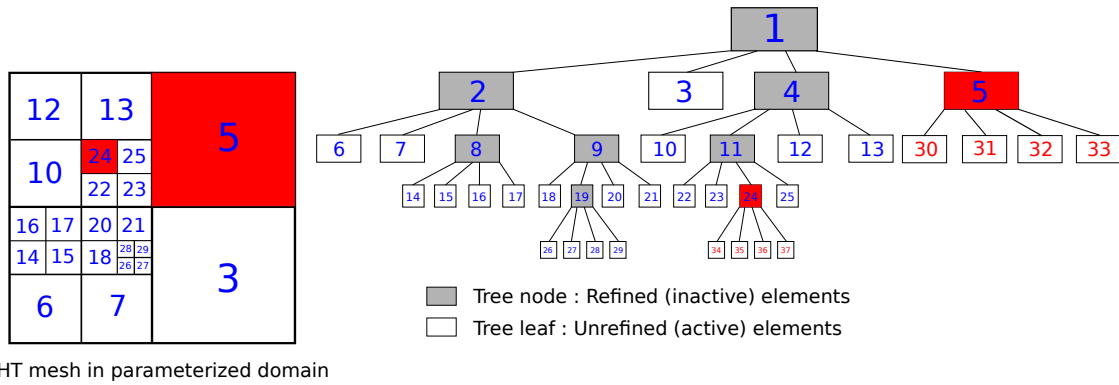 1
2 3 4 5
12 13 5
6 7 8 9 10 11 12 13 30 31 32 33
10 24 25
22 23
14 15 16 17 18 19 20 21 22 23 24 25
16 17 20 21
14 15 18 28 29
26 27
26 27 28 29 34 35 36 37
3
6 7
Tree node : Refined (inactive) elements
Tree leaf : Unrefined (active) elements
HT mesh in parameterized domain